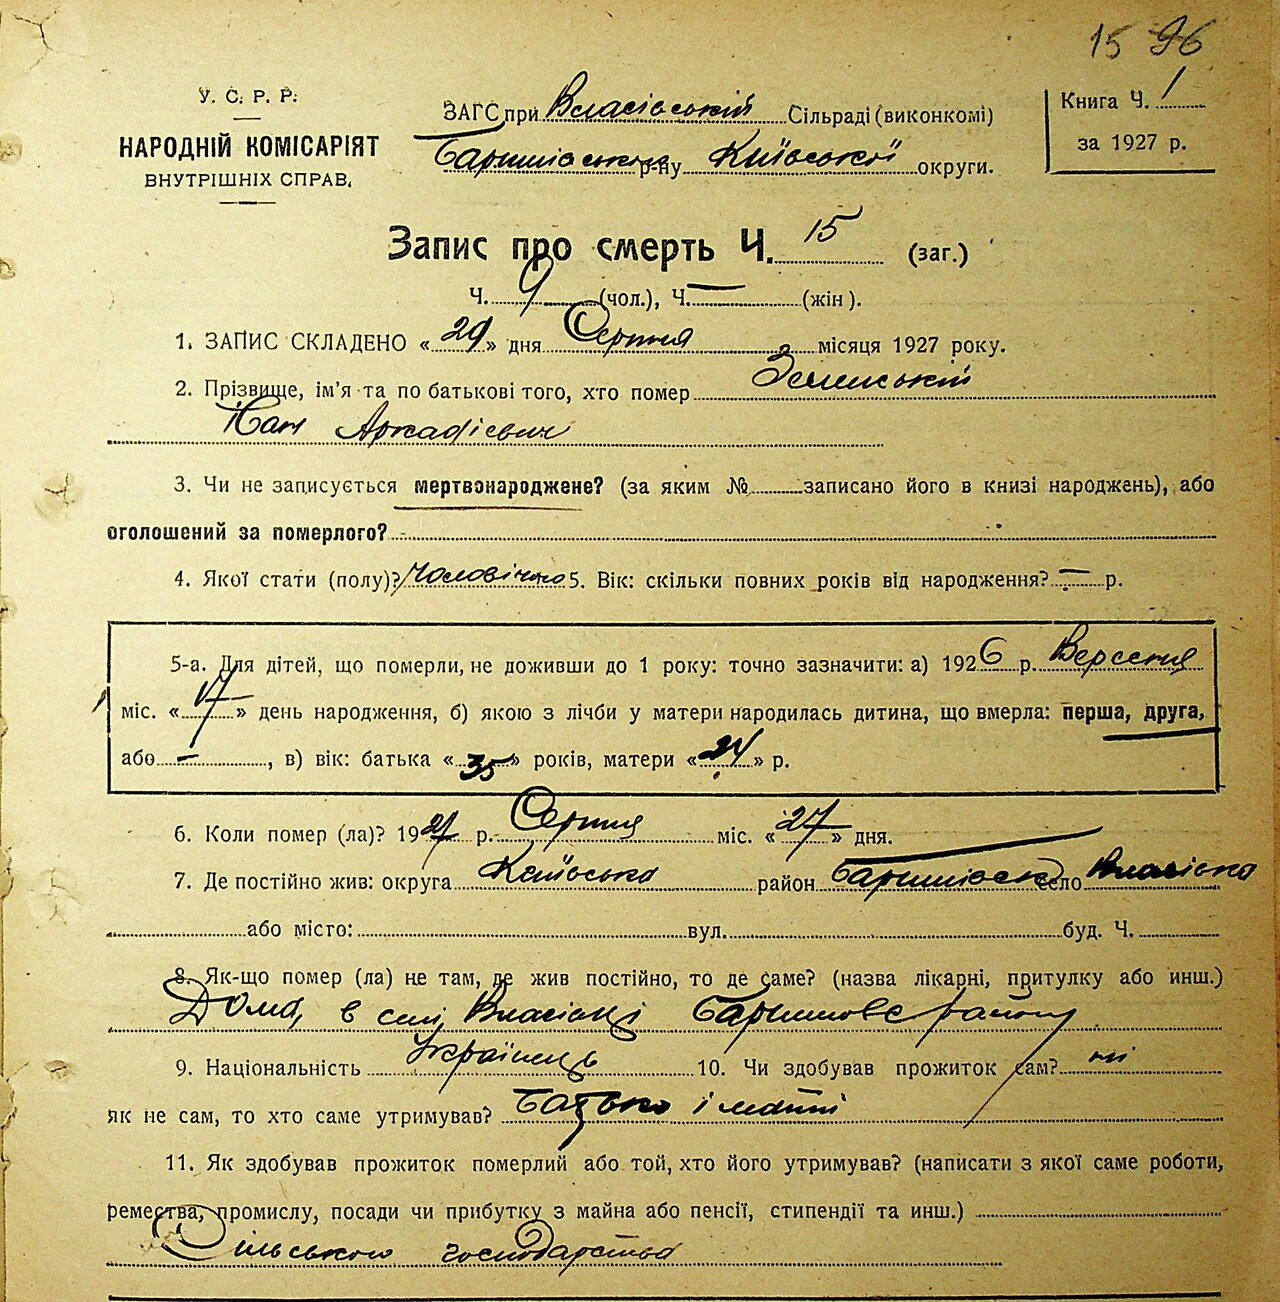 15 96
У. С. Р. Р.
НАРОДНІЙ КОМІСАРІЯТ
ВНУТРІШНІХ СПРАВ.
ЗАГС при Власівській Сільраді (виконкомі)
р-ну Київської округи.
Книга Ч. 1
за 1927 р.
Запис про смерть Ч. 15 (заг.)
Ч. 9 (чол.), Ч. — (жін).
1. ЗАПИС СКЛАДЕНО «29» дня Серпня місяця 1927 року.
2. Прізвище, ім'я та по батькові того, хто помер
Іван Аркадієвич
3. Чи не записується мертвонароджене? (за яким № записано його в книзі народжень), або
оголошений за померлого?
4. Якої стати (полу)? Чоловічого 5. Вік: скільки повних років від народження? — р.
5-а. Для дітей, що померли, не доживши до 1 року: точно зазначити: а) 1926 р. Вересня
міс. «17» день народження, б) якою з лічби у матери народилась дитина, що вмерла: перша, друга,
або —, в) вік: батька «35» років, матери «24» р.
6. Коли помер (ла)? 1927 р. Серпня міс. «27» дня.
7. Де постійно жив: округа Київська район село Власівка
або місто: вул. буд. Ч.
8. Як-що помер (ла) не там, де жив постійно, то де саме? (назва лікарні, притулку або инш.)
Дома, в селі Власівці району
9. Національність Українець 10. Чи здобував прожиток сам? ні
як не сам, то хто саме утримував? Батько і мати
11. Як здобував прожиток померлий або той, хто його утримував? (написати з якої саме роботи,
ремества, промислу, посади чи прибутку з майна або пенсії, стипендії та инш.)
Сільського господарства